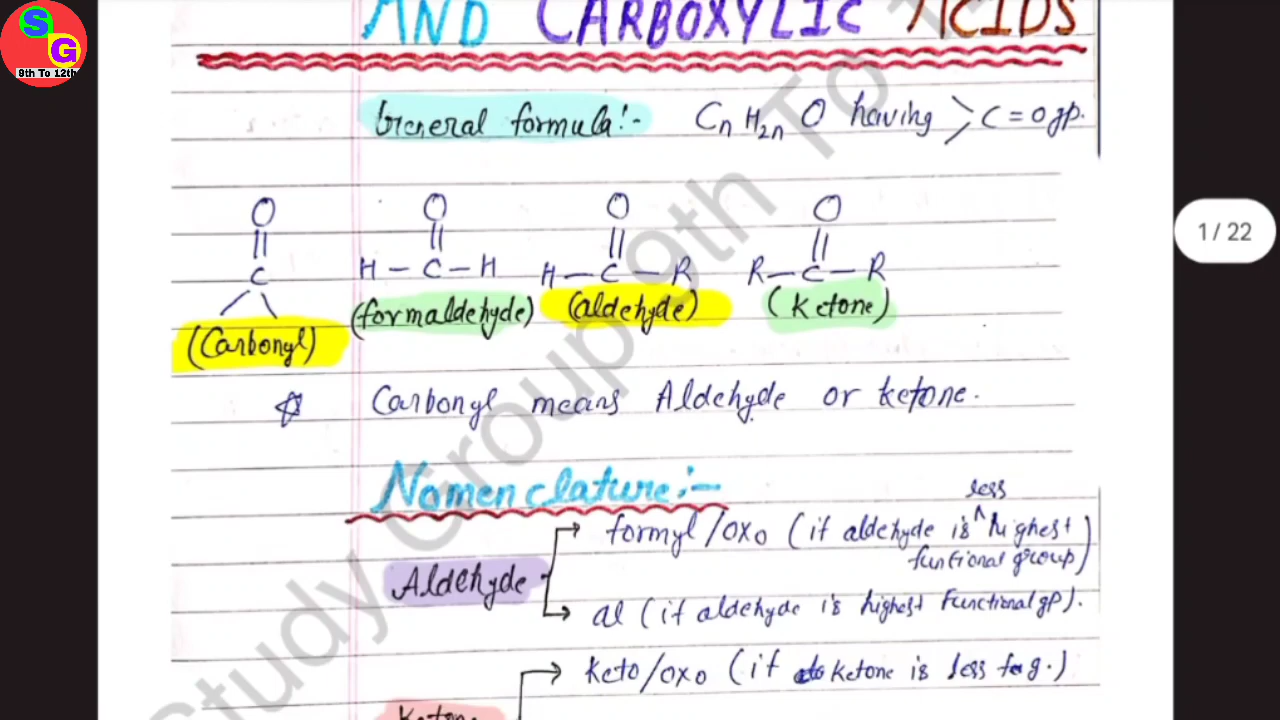 S
G
9th To 12th
AND CARBOXYLIC ACIDS
General formula:- CnH2nO having >C=O gp.
O O O O
|| || || ||
C H-C-H H-C-R R-C-R
(Carbonyl) (formaldehyde) (aldehyde) (Ketone)
Carbonyl means Aldehyde or ketone.
Nomenclature:-
less
formyl/oxo (if aldehyde is ^ highest
functional group)
Aldehyde
al (if aldehyde is highest Functional gp).
Keto/oxo (if ketone is less f.g.)
Ketone
1 / 22
Study Group 9th To